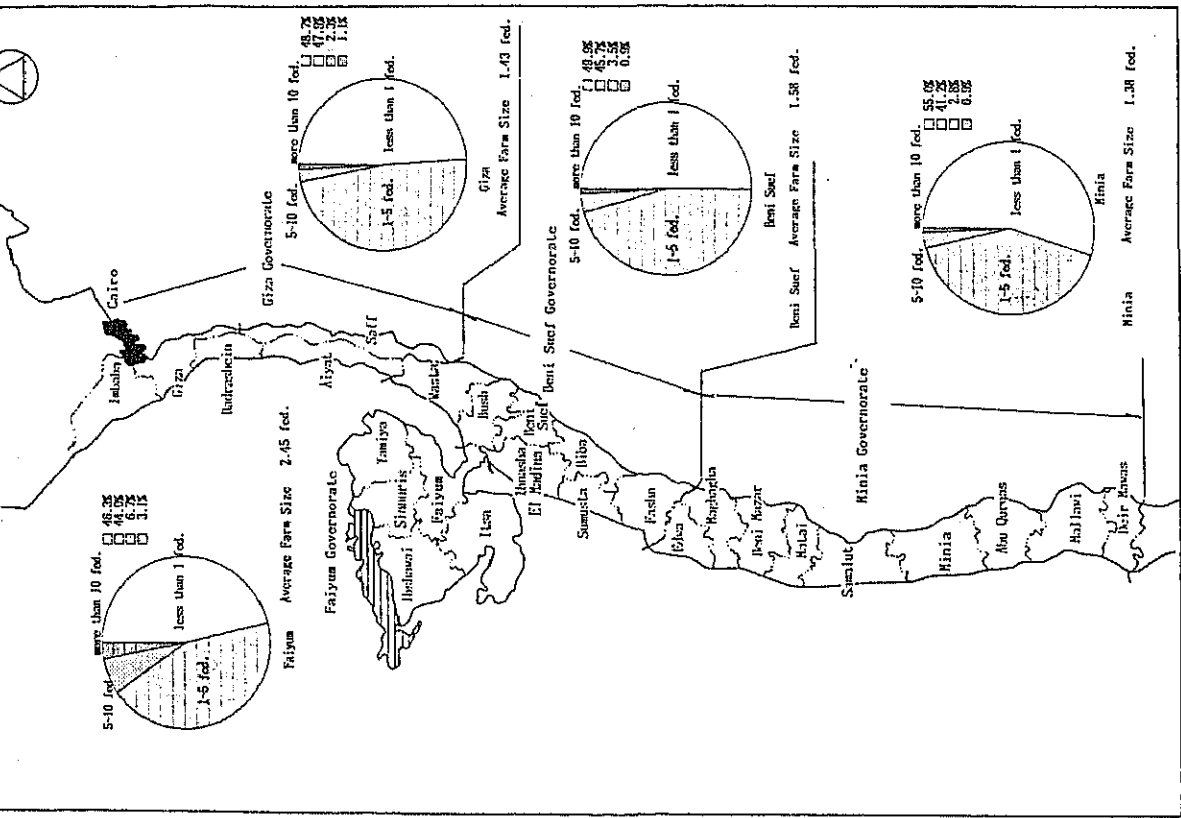 more than 10 fed.
5-10 fed.
less than 1 fed.
1-5 fed.
46.3%
44.0%
6.7%
3.1%
Faiyum Average Farm Size 2.45 fed.
Cairo
Imbaba
Giza
Badrashein
Aiyat
Saff
Giza Governorate
more than 10 fed.
5-10 fed.
less than 1 fed.
1-5 fed.
48.7%
47.9%
2.3%
1.1%
Giza
Average Farm Size 1.43 fed.
Faiyum Governorate
Tamiya
Sinnuris
Faiyum
Itsa
Wasta
Bush
Beni
Suef
El Madina
Biba
Sumusta
Fashn
Beni Suef Governorate
more than 10 fed.
5-10 fed.
less than 1 fed.
1-5 fed.
49.9%
45.7%
3.5%
0.9%
Beni Suef
Beni Suef Average Farm Size 1.58 fed.
Maghagha
Beni Mazar
Matai
Samalut
Minia
Abu Qurqas
Mallawi
Deir Mawas
Minia Governorate
more than 10 fed.
5-10 fed.
less than 1 fed.
1-5 fed.
55.0%
41.2%
2.8%
0.9%
Minia
Minia Average Farm Size 1.38 fed.